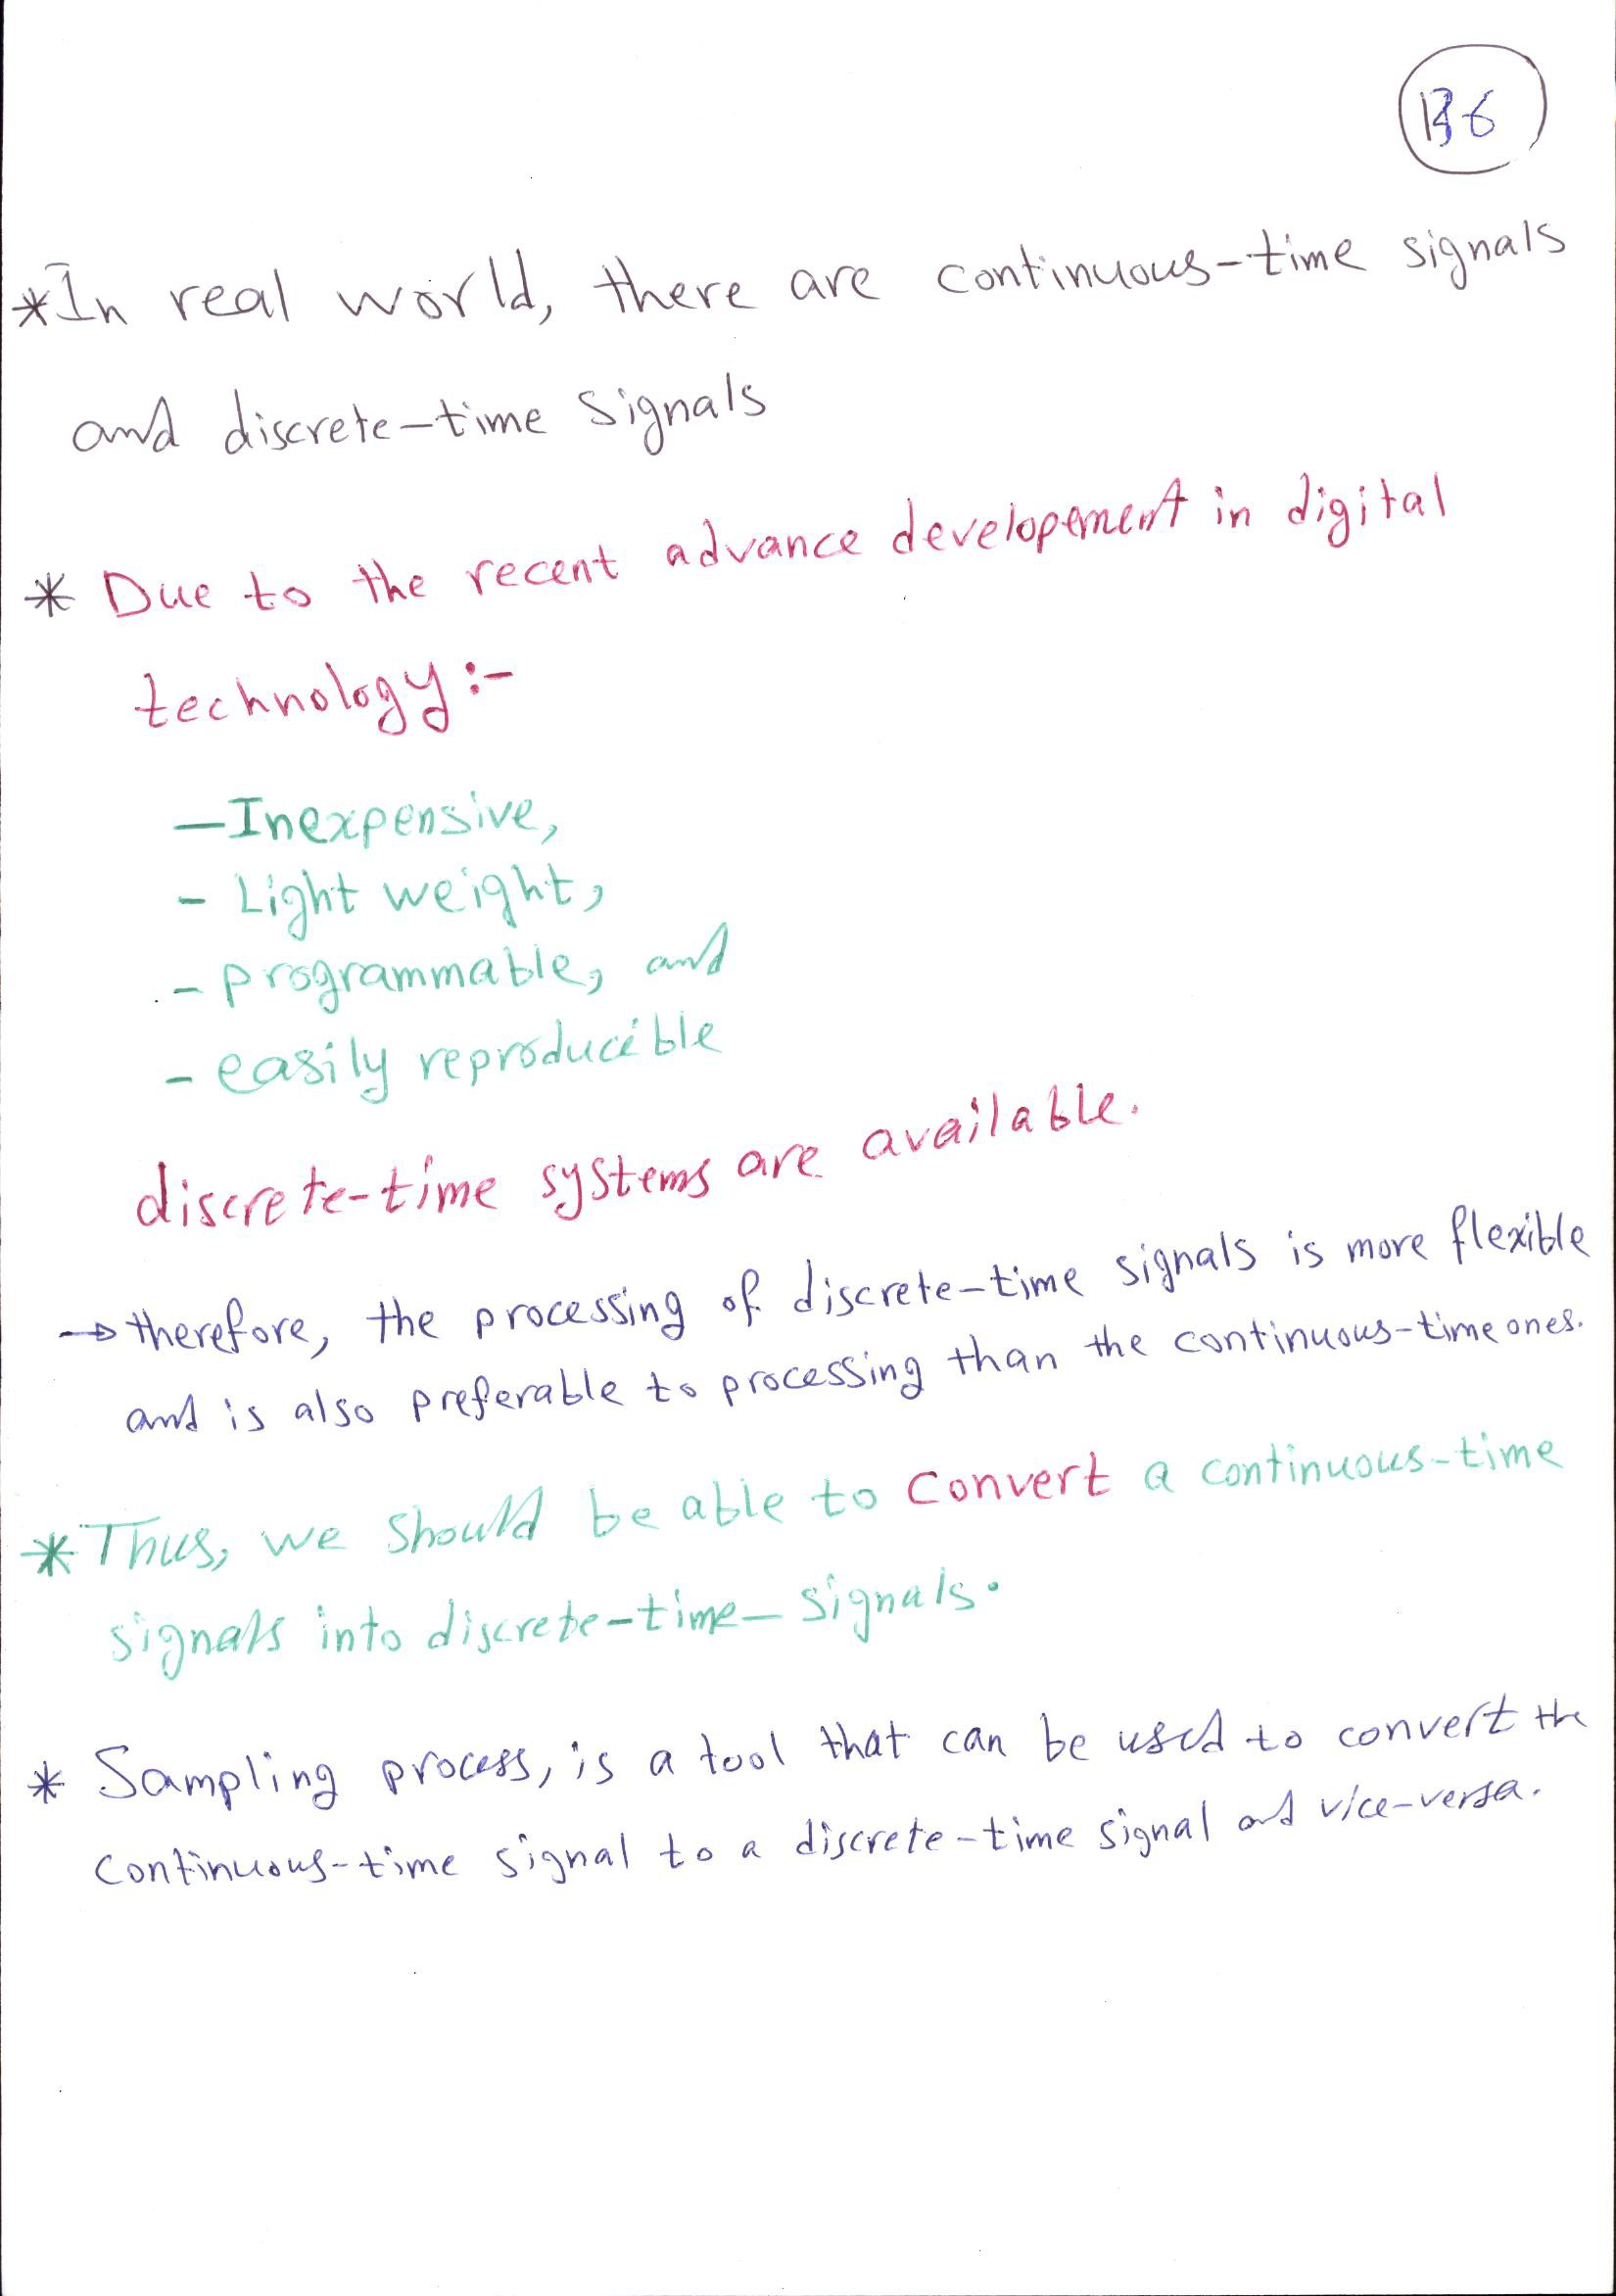 136
*In real world, there are continuous-time signals
and discrete-time signals
* Due to the recent advance developement in digital
technology:-
- Inexpensive,
- Light weight,
- programmable, and
- easily reproducible
discrete-time systems are available.
→ therefore, the processing of discrete-time signals is more flexible
and is also preferable to processing than the continuous-time ones.
* Thus, we should be able to convert a continuous-time
signals into discrete-time-signals.
* Sampling process, is a tool that can be used to convert the
continuous-time signal to a discrete-time signal and vice-versa.